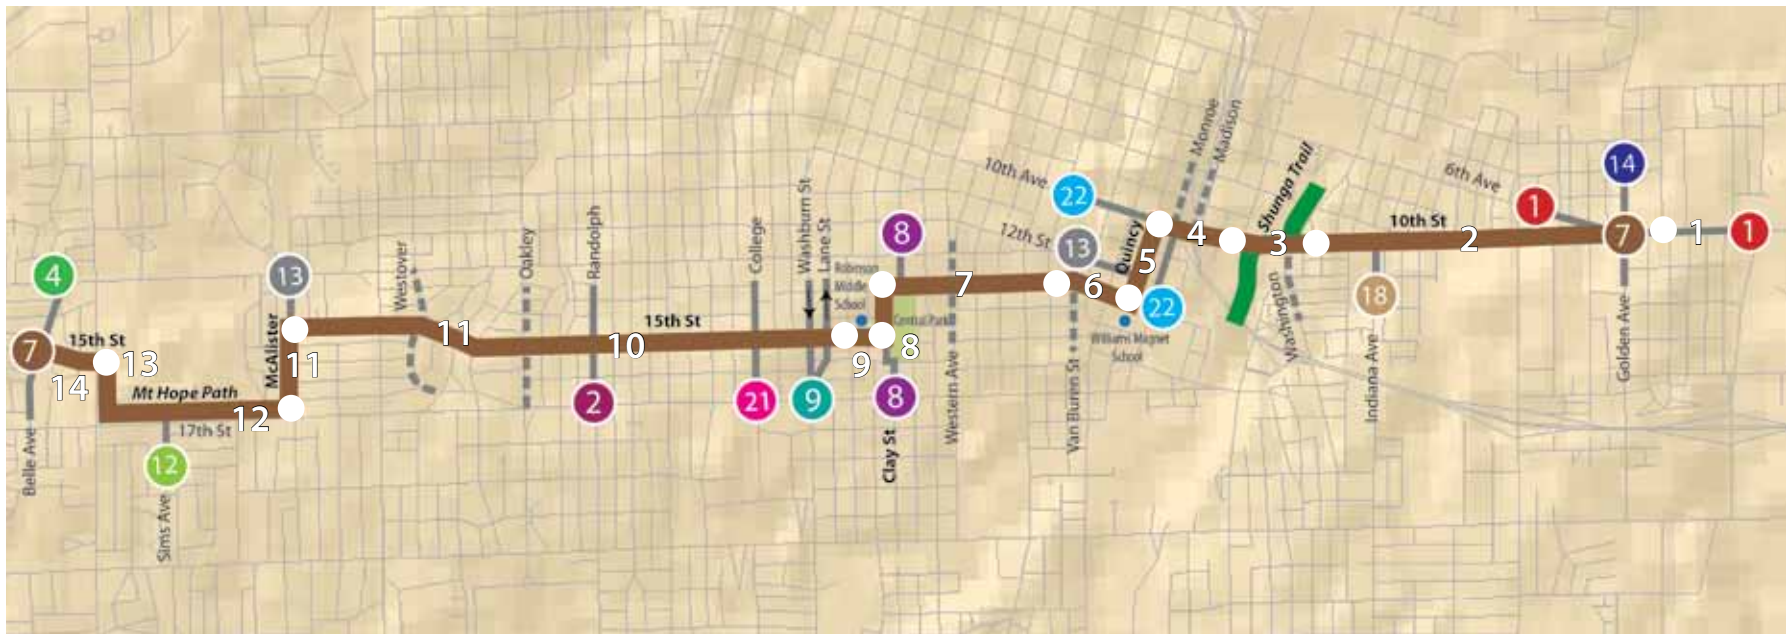 Monroe
Madison
10th Ave
22
Shunga Trail
6th Ave
14
1
10th St
Washburn St
Lane St
8
12th St
13
Quincy
4
5
3
2
7
1
1
Randolph
College
Oakley
Westover
4
13
Robinson
Middle
School
7
6
22
18
Washington
Golden Ave
15th St
15th St
McAlister
11
10
Central Park
Williams Magnet
School
7
13
14
11
9
8
Mt Hope Path
12
17th St
2
21
9
8
Western Ave
Van Buren St
Indiana Ave
Belle Ave
12
Sims Ave
Clay St